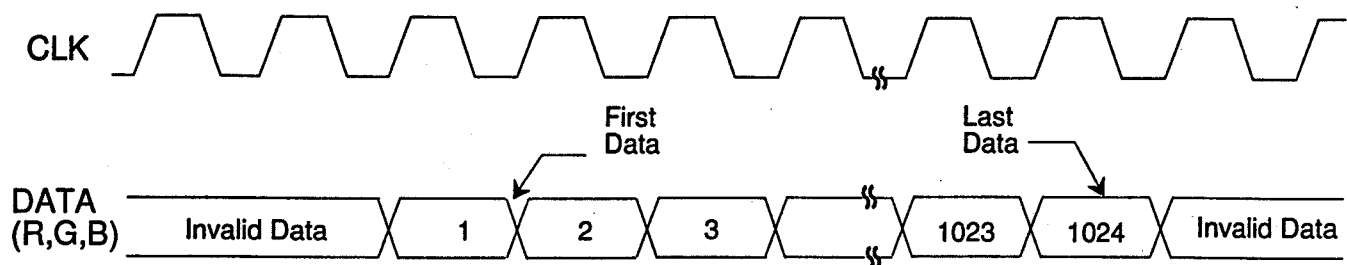 CLK
First
Data
Last
Data
DATA
(R,G,B)
Invalid Data
1
2
3
1023
1024
Invalid Data